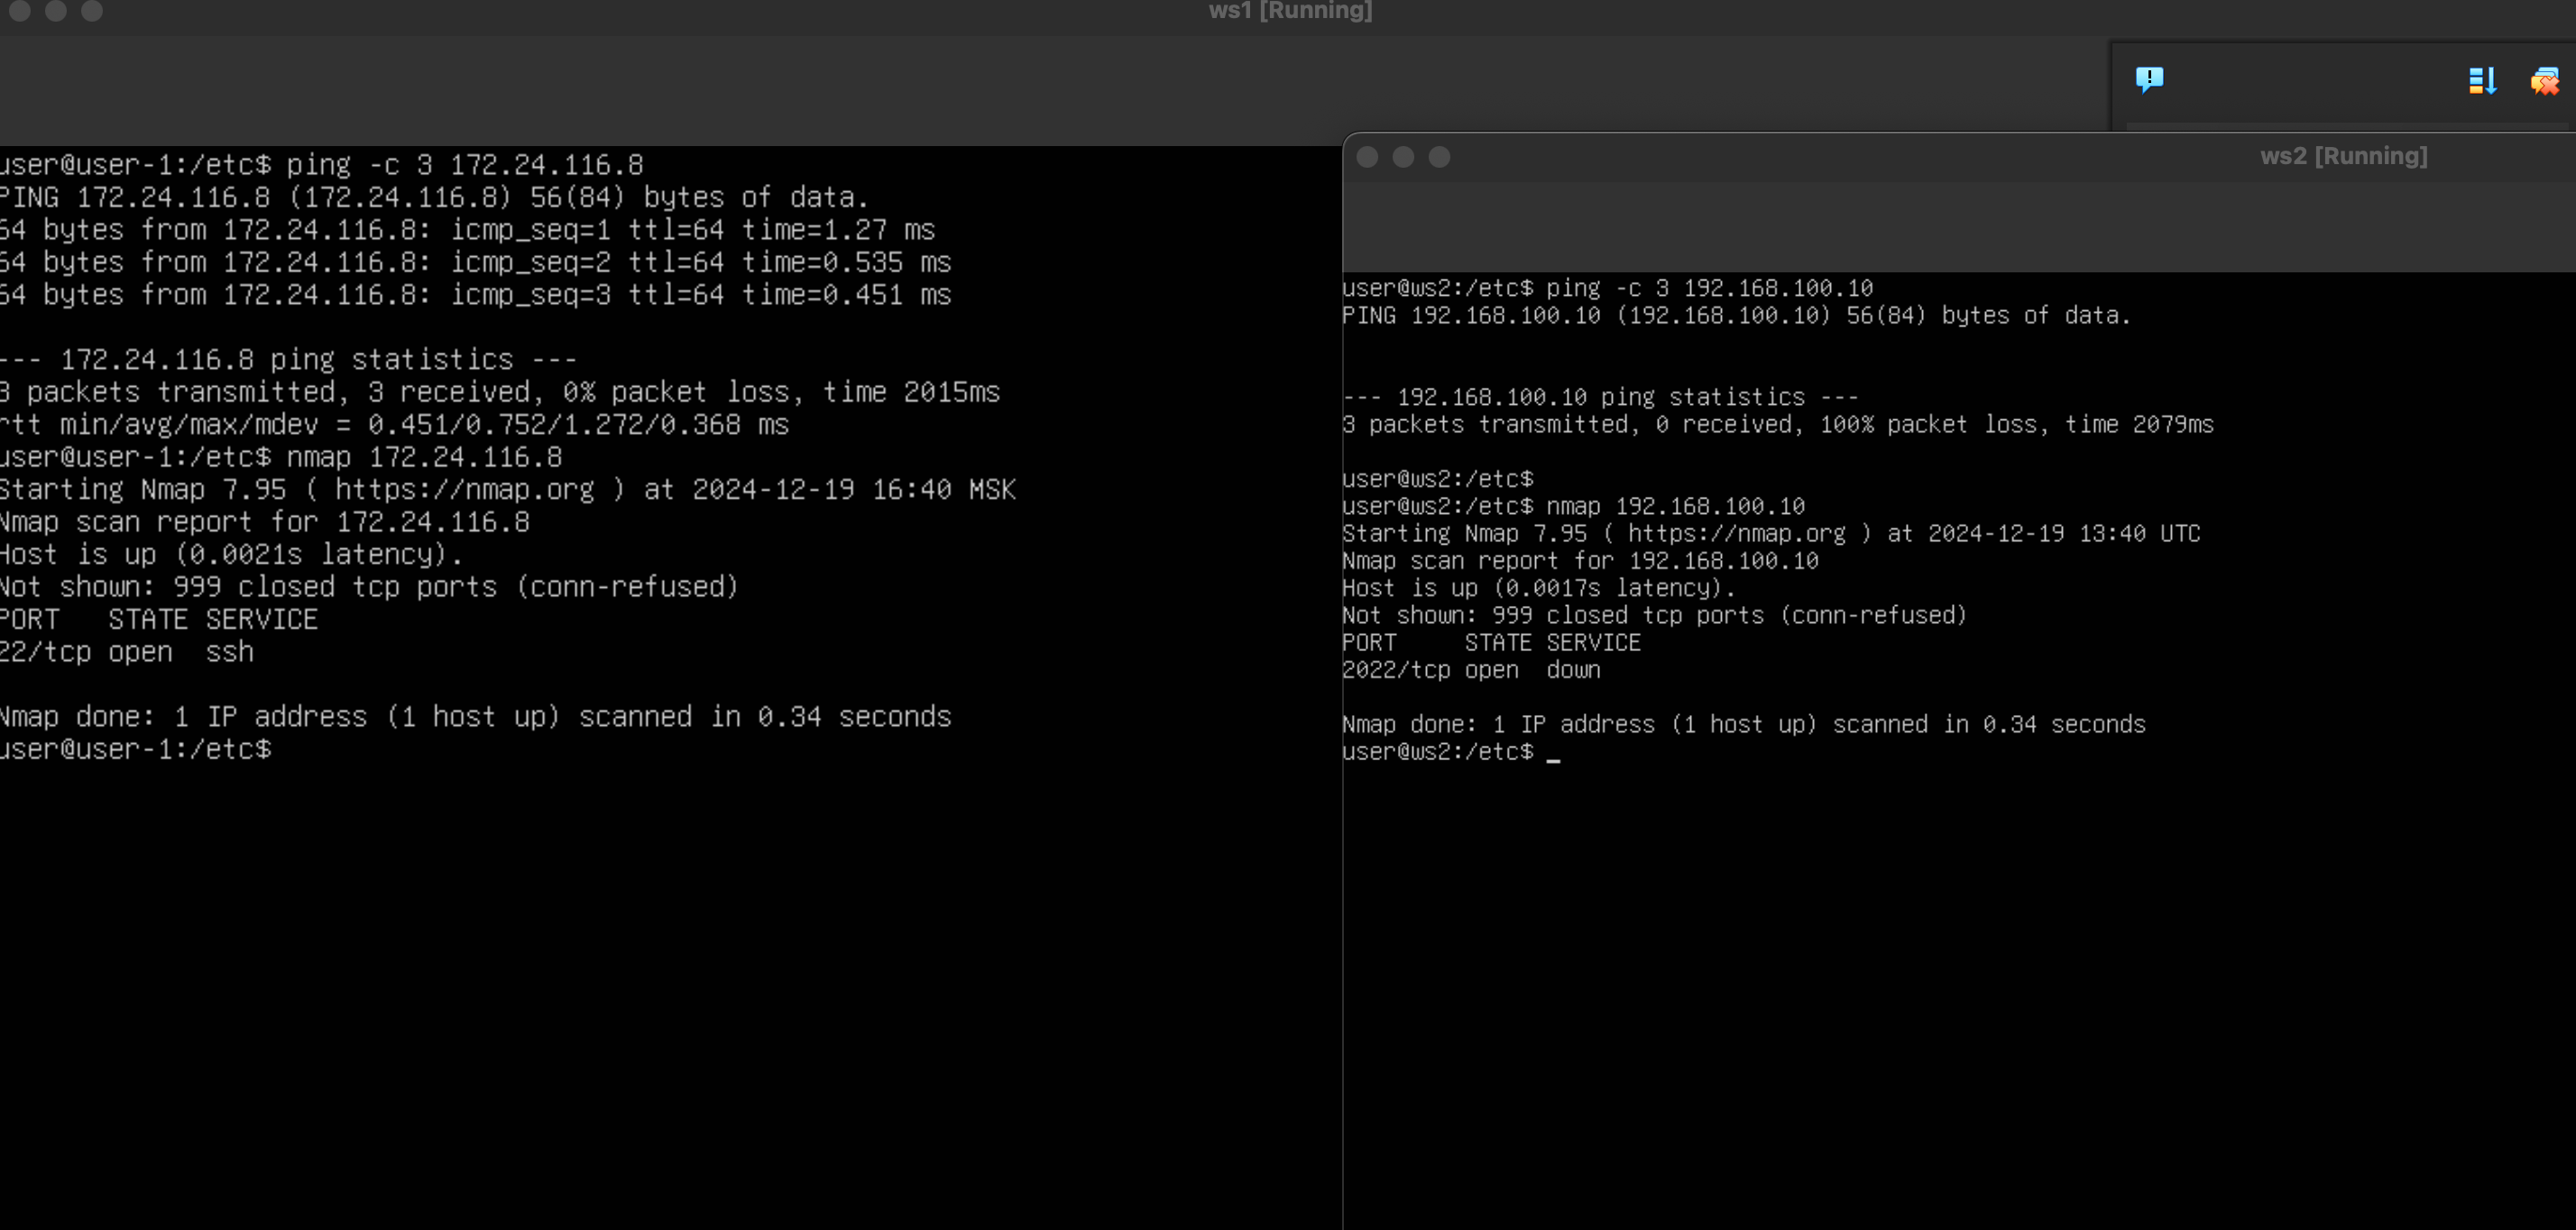 ws1 [Running]
user@user-1:/etc$ ping -c 3 172.24.116.8
PING 172.24.116.8 (172.24.116.8) 56(84) bytes of data.
64 bytes from 172.24.116.8: icmp_seq=1 ttl=64 time=1.27 ms
64 bytes from 172.24.116.8: icmp_seq=2 ttl=64 time=0.535 ms
64 bytes from 172.24.116.8: icmp_seq=3 ttl=64 time=0.451 ms
--- 172.24.116.8 ping statistics ---
3 packets transmitted, 3 received, 0% packet loss, time 2015ms
rtt min/avg/max/mdev = 0.451/0.752/1.272/0.368 ms
user@user-1:/etc$ nmap 172.24.116.8
Starting Nmap 7.95 ( https://nmap.org ) at 2024-12-19 16:40 MSK
Nmap scan report for 172.24.116.8
Host is up (0.0021s latency).
Not shown: 999 closed tcp ports (conn-refused)
PORT   STATE SERVICE
22/tcp open  ssh
Nmap done: 1 IP address (1 host up) scanned in 0.34 seconds
user@user-1:/etc$
ws2 [Running]
user@ws2:/etc$ ping -c 3 192.168.100.10
PING 192.168.100.10 (192.168.100.10) 56(84) bytes of data.
--- 192.168.100.10 ping statistics ---
3 packets transmitted, 0 received, 100% packet loss, time 2079ms
user@ws2:/etc$
user@ws2:/etc$ nmap 192.168.100.10
Starting Nmap 7.95 ( https://nmap.org ) at 2024-12-19 13:40 UTC
Nmap scan report for 192.168.100.10
Host is up (0.0017s latency).
Not shown: 999 closed tcp ports (conn-refused)
PORT     STATE SERVICE
2022/tcp open  down
Nmap done: 1 IP address (1 host up) scanned in 0.34 seconds
user@ws2:/etc$ _